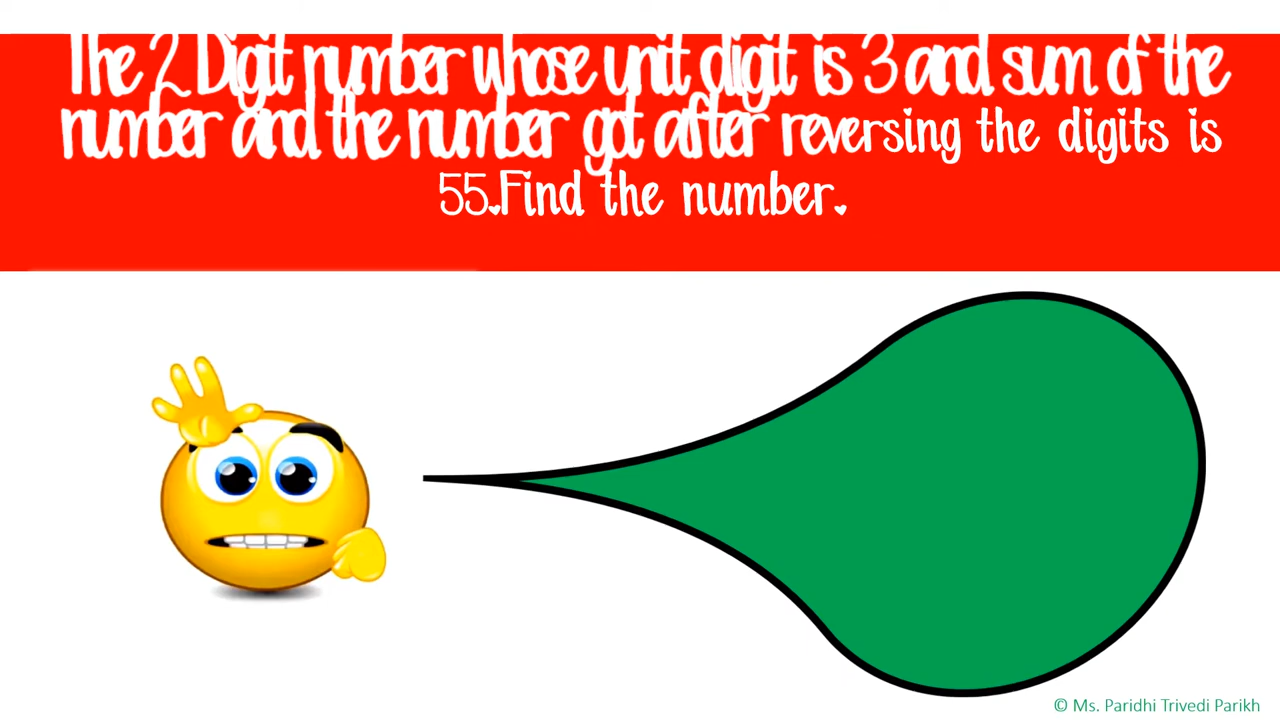 The 2 Digit number whose unit digit is 3 and sum of the
number and the number got after reversing the digits is
55.Find the number.
© Ms. Paridhi Trivedi Parikh